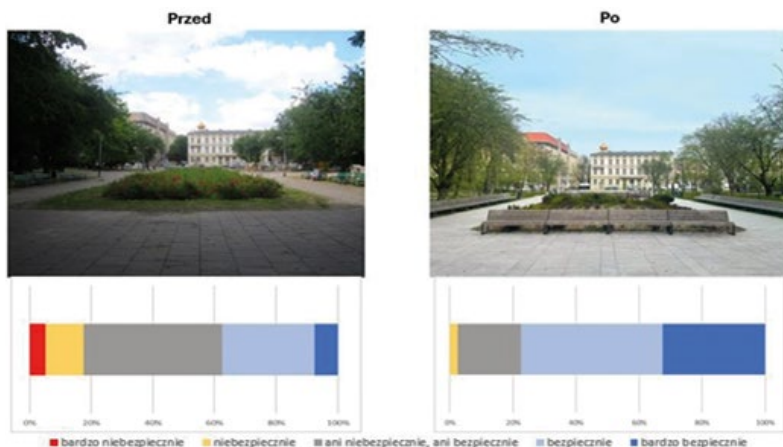 Przed
Po
0% 20% 40% 60% 80% 100%
0% 20% 40% 60% 80% 100%
bardzo niebezpiecznie niebezpiecznie ani niebezpiecznie, ani bezpiecznie bezpiecznie bardzo bezpiecznie